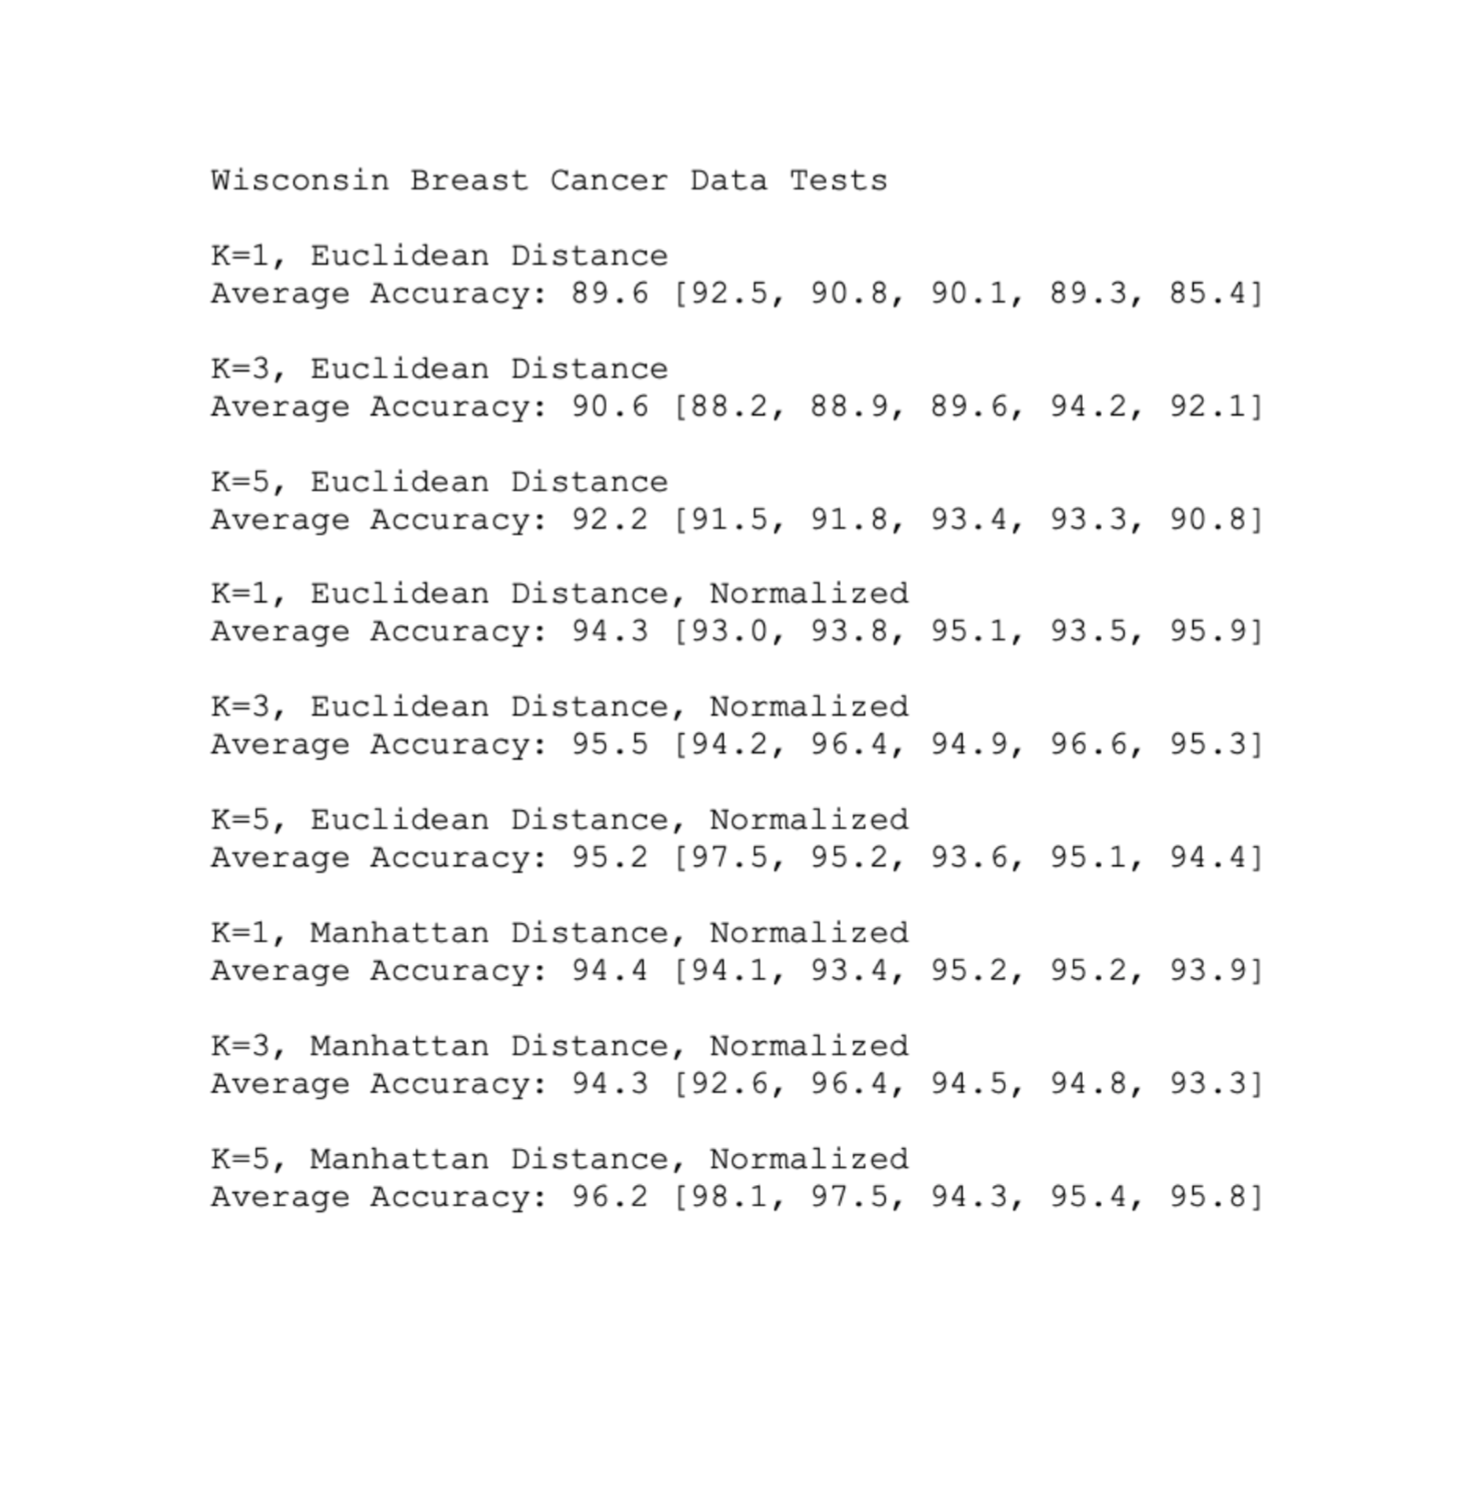 Wisconsin Breast Cancer Data Tests
K=1, Euclidean Distance
Average Accuracy: 89.6 [92.5, 90.8, 90.1, 89.3, 85.4]
K=3, Euclidean Distance
Average Accuracy: 90.6 [88.2, 88.9, 89.6, 94.2, 92.1]
K=5, Euclidean Distance
Average Accuracy: 92.2 [91.5, 91.8, 93.4, 93.3, 90.8]
K=1, Euclidean Distance, Normalized
Average Accuracy: 94.3 [93.0, 93.8, 95.1, 93.5, 95.9]
K=3, Euclidean Distance, Normalized
Average Accuracy: 95.5 [94.2, 96.4, 94.9, 96.6, 95.3]
K=5, Euclidean Distance, Normalized
Average Accuracy: 95.2 [97.5, 95.2, 93.6, 95.1, 94.4]
K=1, Manhattan Distance, Normalized
Average Accuracy: 94.4 [94.1, 93.4, 95.2, 95.2, 93.9]
K=3, Manhattan Distance, Normalized
Average Accuracy: 94.3 [92.6, 96.4, 94.5, 94.8, 93.3]
K=5, Manhattan Distance, Normalized
Average Accuracy: 96.2 [98.1, 97.5, 94.3, 95.4, 95.8]